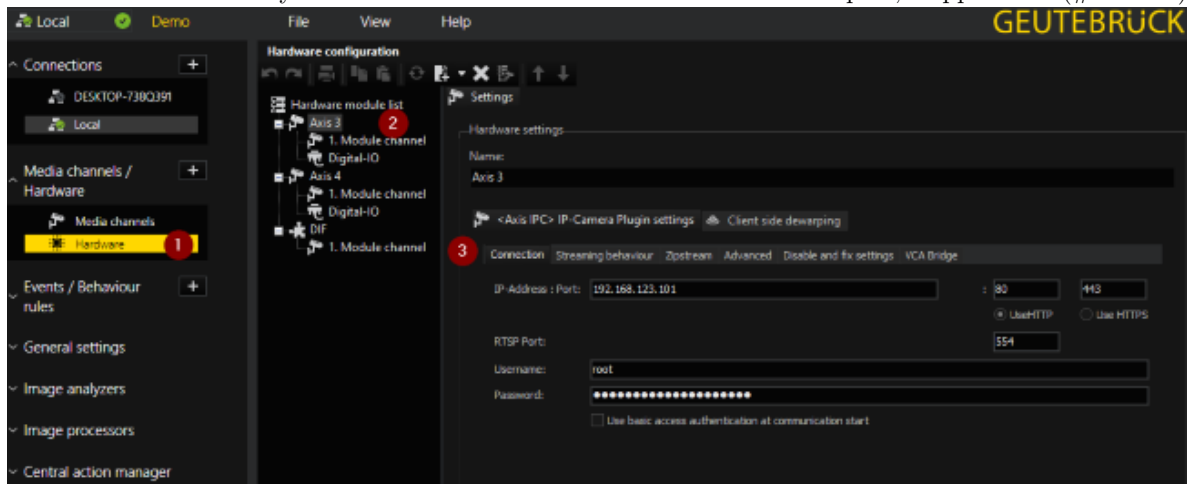 Local Demo File View Help GEUTEBRÜCK
Connections +
DESKTOP-738Q391
Local
Media channels / Hardware +
Media channels
Hardware 1
Events / Behaviour rules +
General settings
Image analyzers
Image processors
Central action manager
Hardware configuration
Hardware module list
Axis 3 2
1. Module channel
Digital-IO
Axis 4
1. Module channel
Digital-IO
DIF
1. Module channel
Settings
Hardware settings
Name:
Axis 3
<Axis IPC> IP-Camera Plugin settings Client side dewarping
3 Connection Streaming behaviour Zipstream Advanced Disable and fix settings VCA Bridge
IP-Address : Port: 192.168.123.101 : 80 443
UseHTTP Use HTTPS
RTSP Port: 554
Username: root
Password: ••••••••••••••••••••
Use basic access authentication at communication start